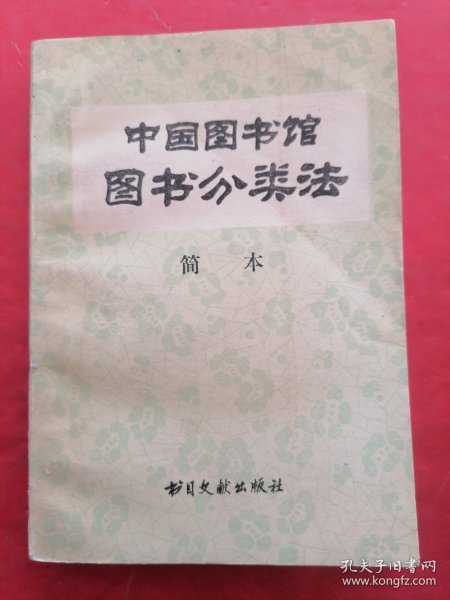 中国图书馆
图书分类法
简 本
书目文献出版社
孔夫子旧书网
www.kongfz.com